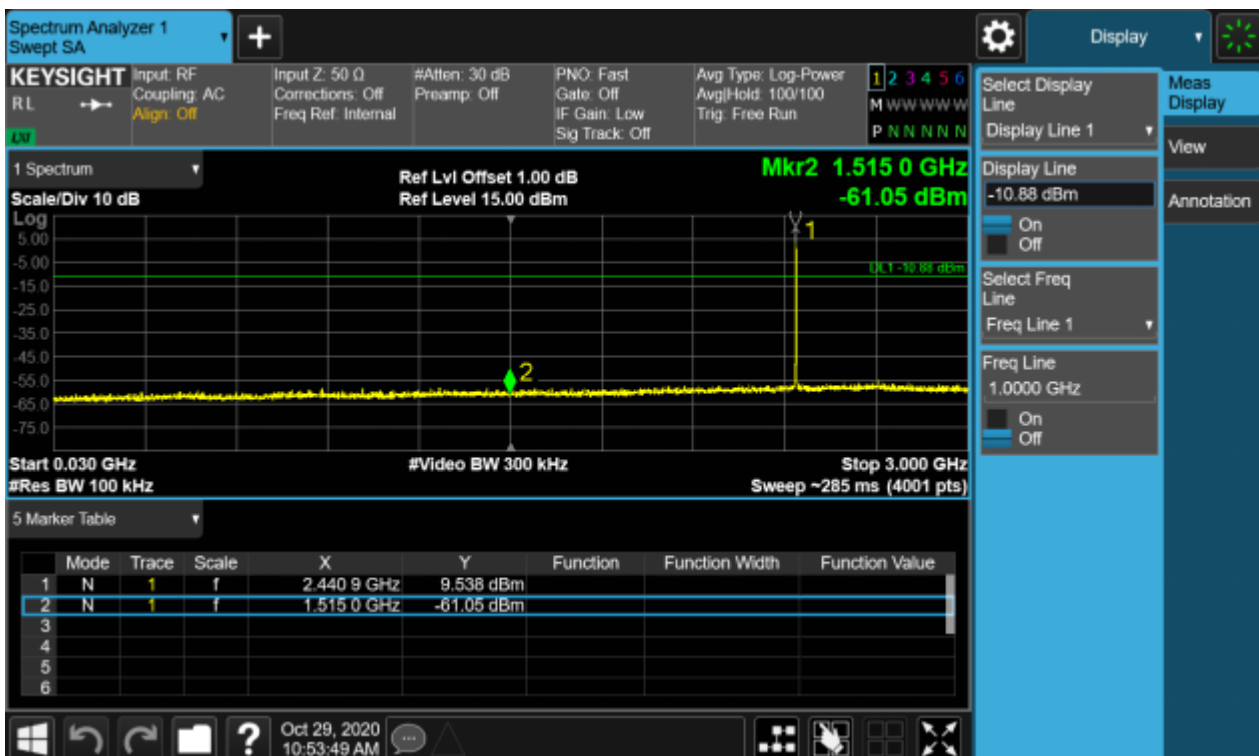 Spectrum Analyzer 1
Swept SA
Display
KEYSIGHT
RL
LXI
Input: RF
Coupling: AC
Align: Off
Input Z: 50 Ω
Corrections: Off
Freq Ref: Internal
#Atten: 30 dB
Preamp: Off
PNO: Fast
Gate: Off
IF Gain: Low
Sig Track: Off
Avg Type: Log-Power
Avg|Hold: 100/100
Trig: Free Run
1 2 3 4 5 6
M W W W W W
P N N N N N
1 Spectrum
Scale/Div 10 dB
Ref Lvl Offset 1.00 dB
Ref Level 15.00 dBm
Mkr2 1.515 0 GHz
-61.05 dBm
Log
5.00
-5.00
-15.0
-25.0
-35.0
-45.0
-55.0
-65.0
-75.0
1
DL1 -10.88 dBm
2
Start 0.030 GHz
#Video BW 300 kHz
Stop 3.000 GHz
#Res BW 100 kHz
Sweep ~285 ms (4001 pts)
5 Marker Table
Mode Trace Scale X Y Function Function Width Function Value
1 N 1 f 2.440 9 GHz 9.538 dBm
2 N 1 f 1.515 0 GHz -61.05 dBm
3
4
5
6
Select Display
Line
Display Line 1
Display Line
-10.88 dBm
On
Off
Select Freq
Line
Freq Line 1
Freq Line
1.0000 GHz
On
Off
Meas
Display
View
Annotation
?
Oct 29, 2020
10:53:49 AM